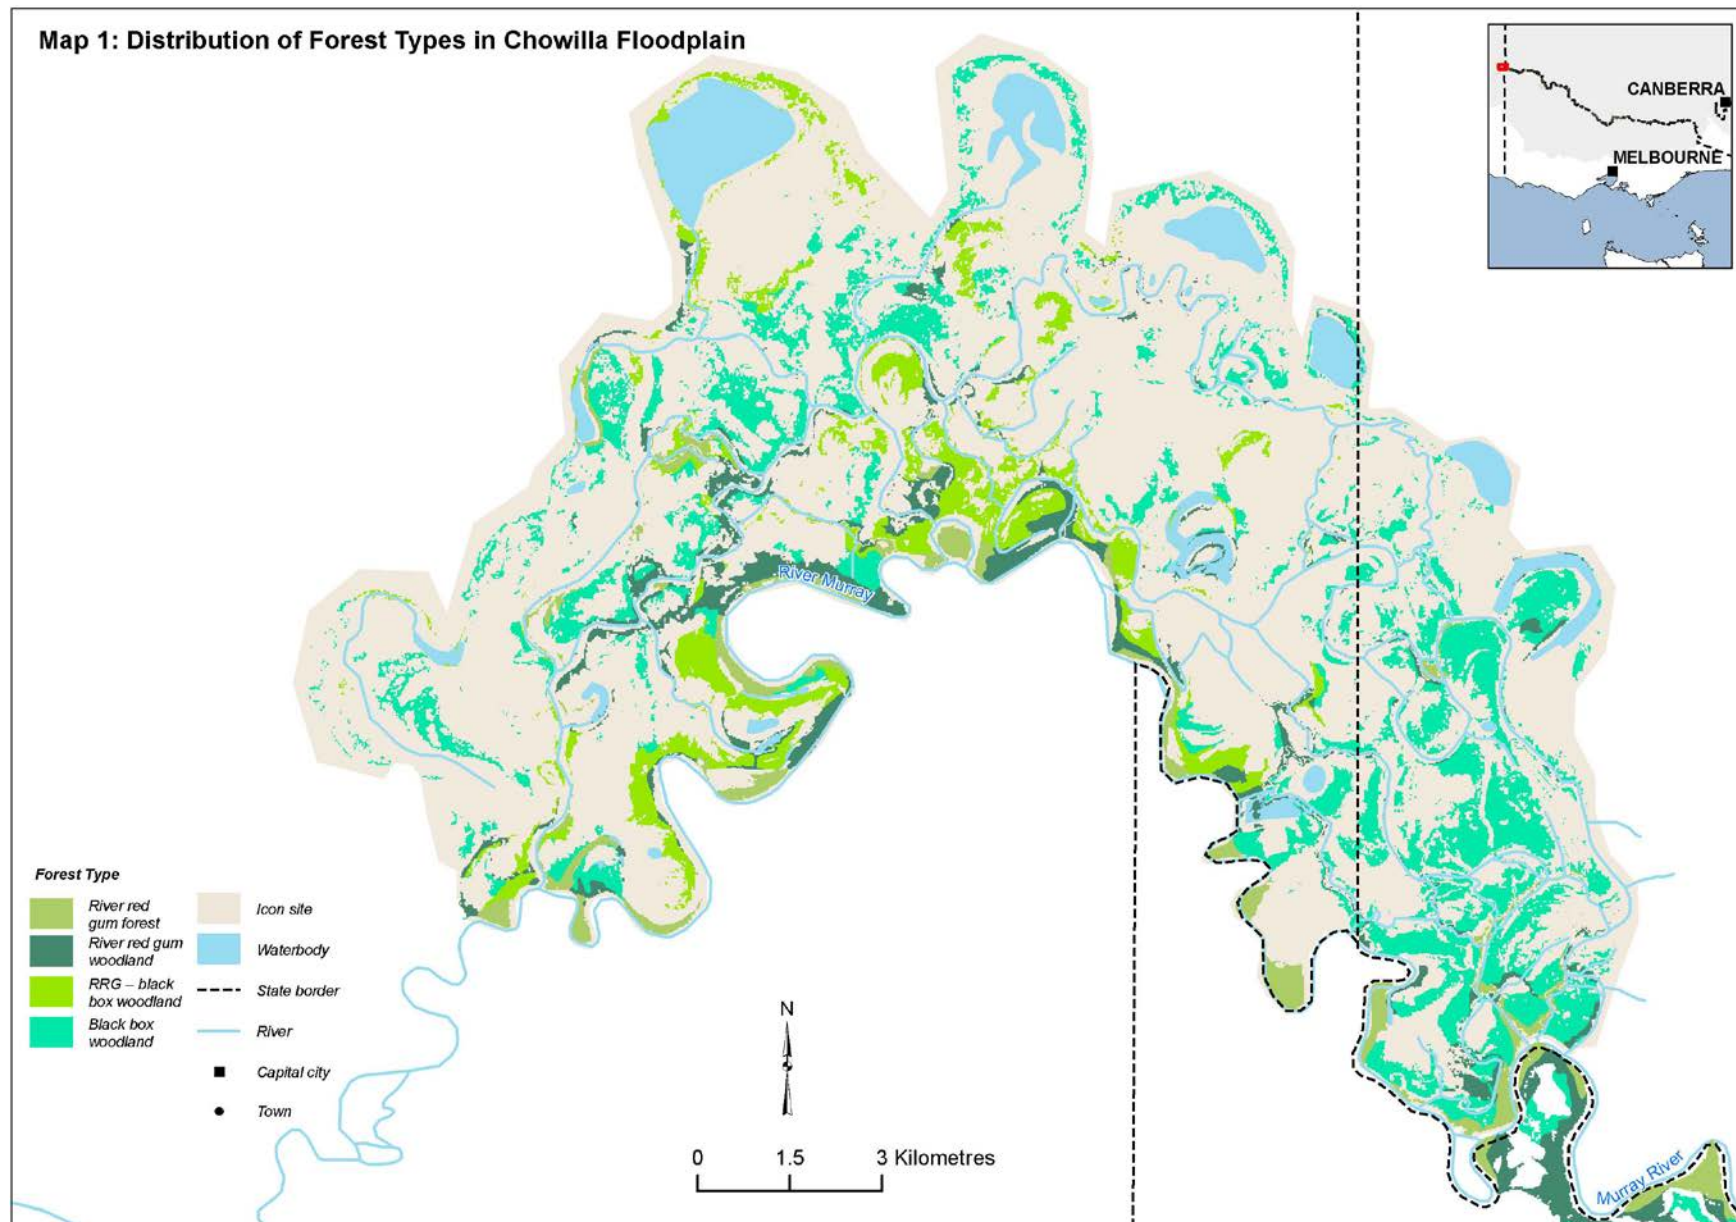 Map 1: Distribution of Forest Types in Chowilla Floodplain
CANBERRA
MELBOURNE
River Murray
Forest Type
River red
gum forest
River red gum
woodland
RRG – black
box woodland
Black box
woodland
Icon site
Waterbody
State border
River
Capital city
Town
N
0 1.5 3 Kilometres
Murray River